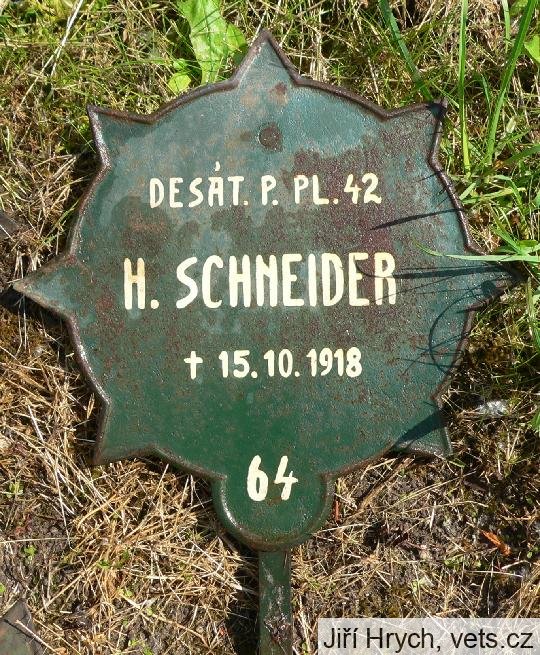 DESÁT. P. PL. 42
H. SCHNEIDER
† 15.10.1918
64
Jiří Hrych, vets.cz